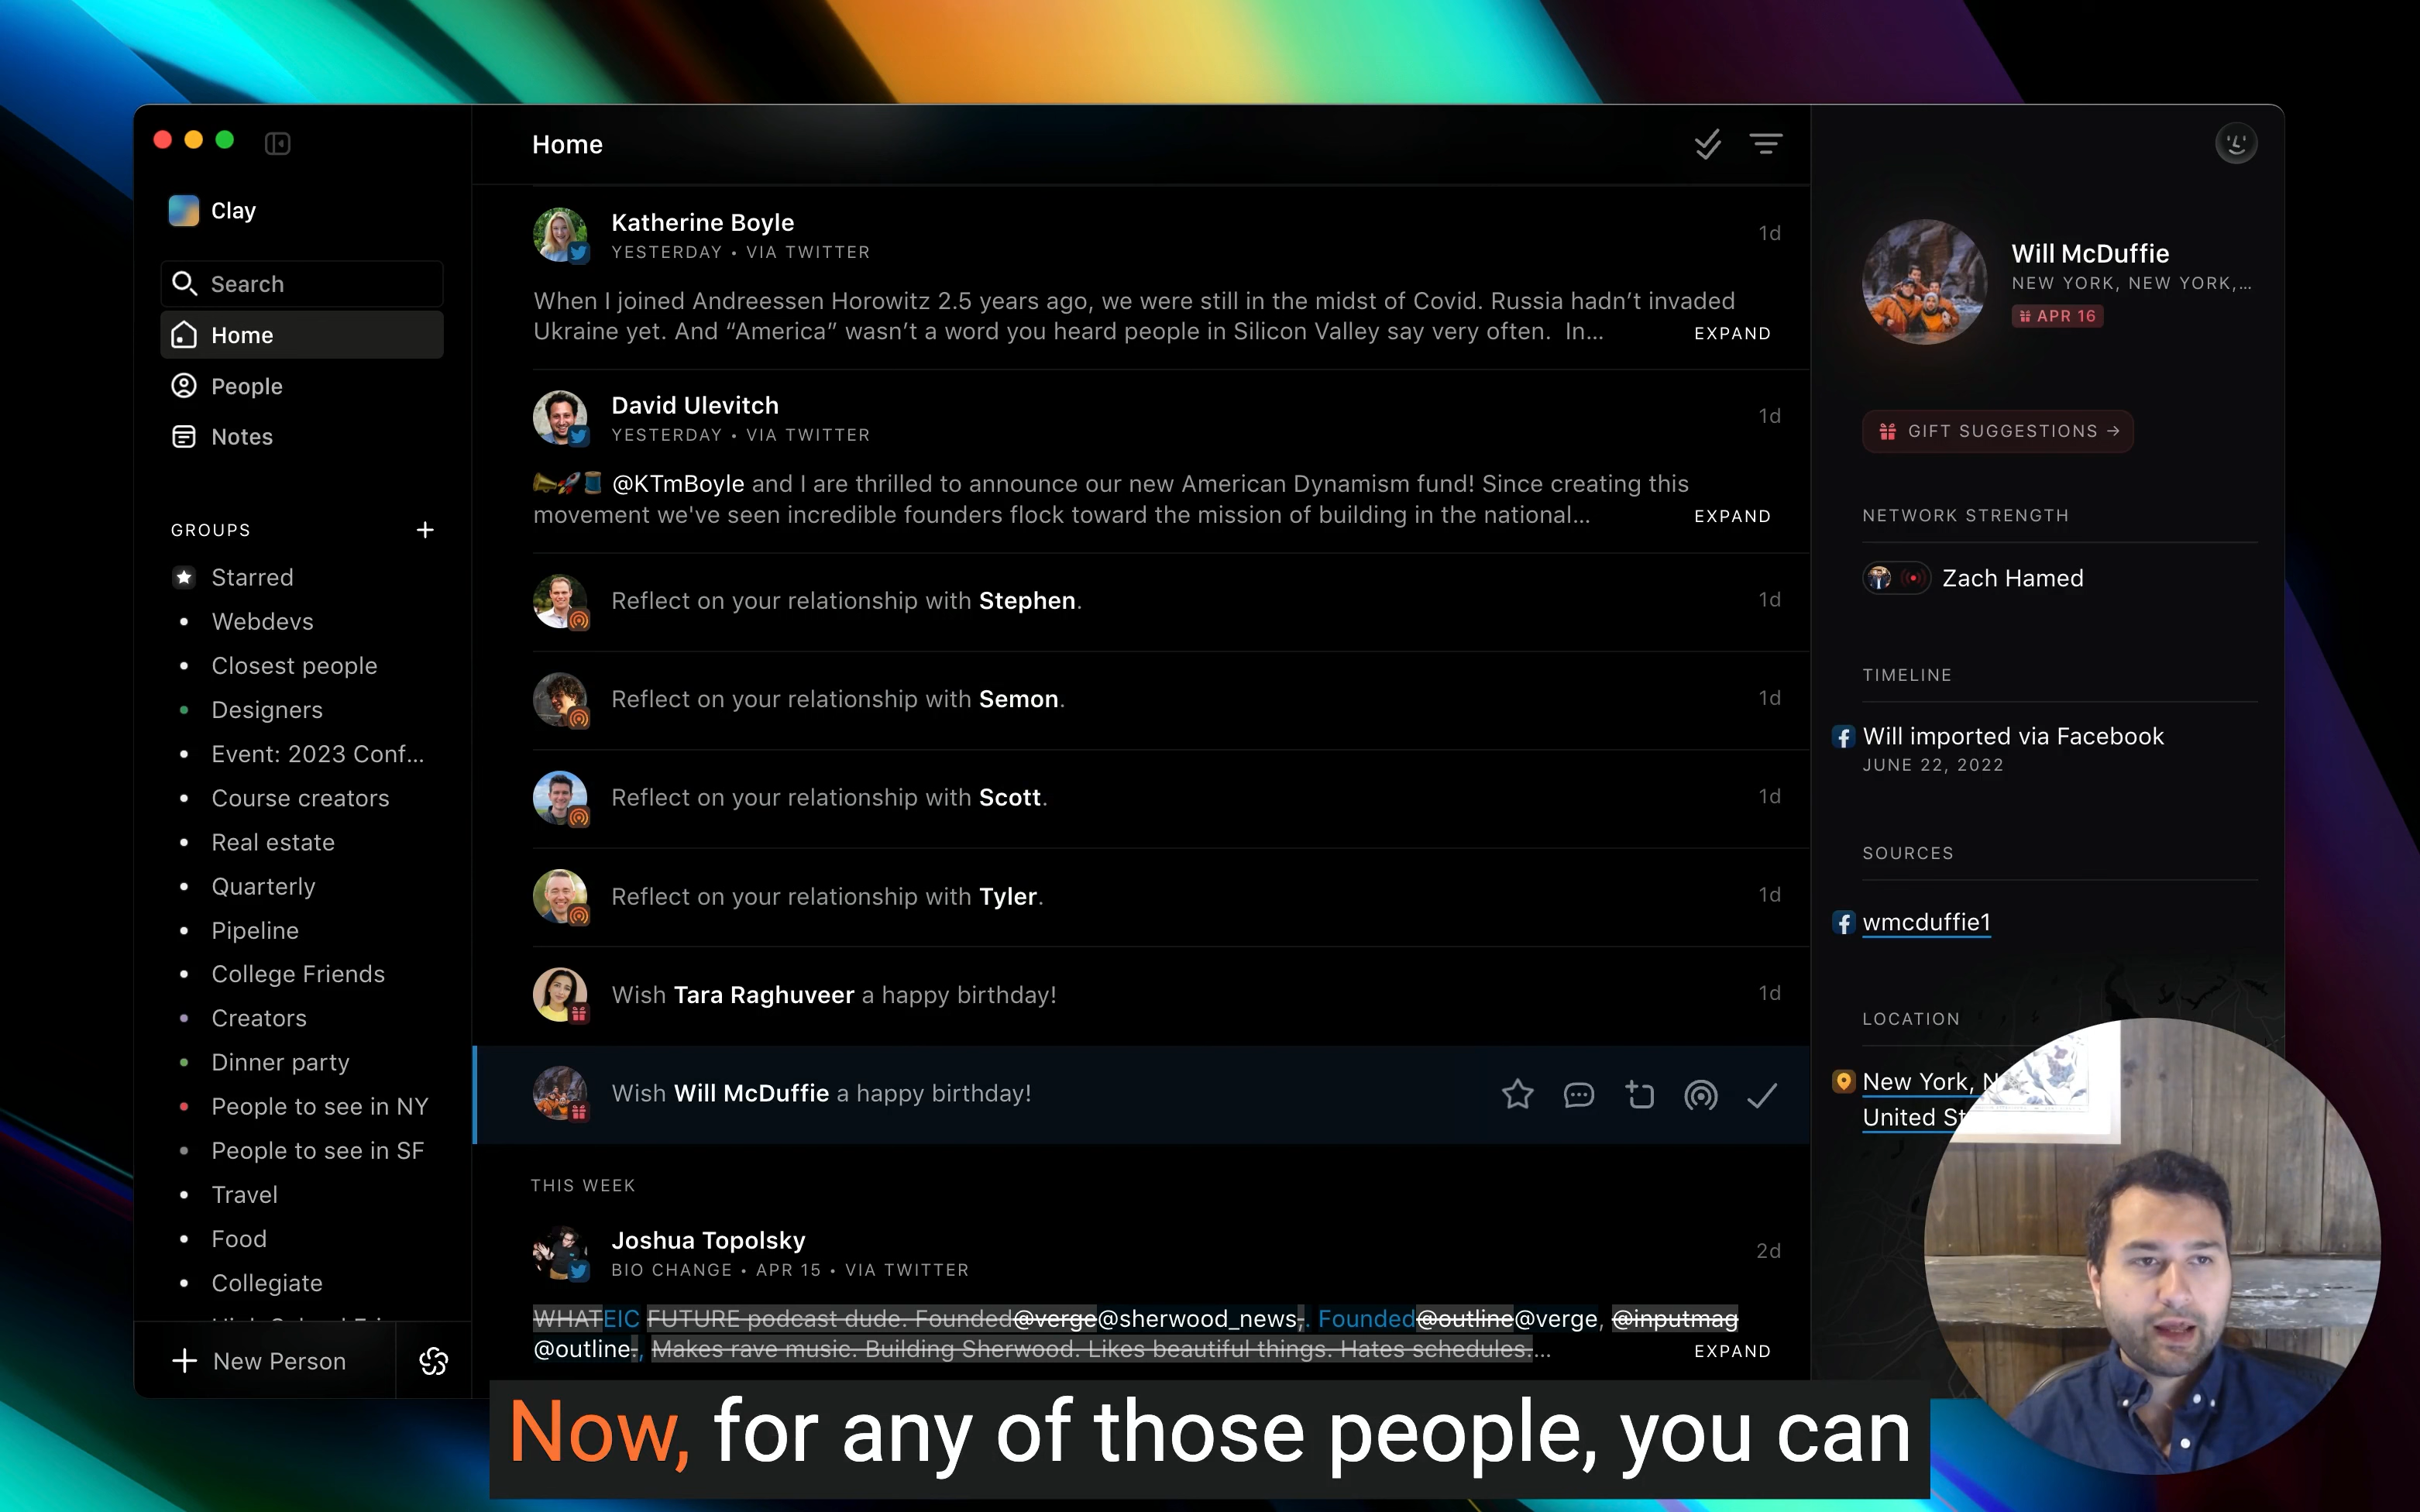 Clay
Search
Home
People
Notes
GROUPS
Starred
Webdevs
Closest people
Designers
Event: 2023 Conf...
Course creators
Real estate
Quarterly
Pipeline
College Friends
Creators
Dinner party
People to see in NY
People to see in SF
Travel
Food
Collegiate
New Person
Home
Katherine Boyle
1d
YESTERDAY • VIA TWITTER
When I joined Andreessen Horowitz 2.5 years ago, we were still in the midst of Covid. Russia hadn’t invaded
Ukraine yet. And “America” wasn’t a word you heard people in Silicon Valley say very often. In...
EXPAND
David Ulevitch
1d
YESTERDAY • VIA TWITTER
@KTmBoyle and I are thrilled to announce our new American Dynamism fund! Since creating this
movement we've seen incredible founders flock toward the mission of building in the national...
EXPAND
Reflect on your relationship with Stephen.
1d
Reflect on your relationship with Semon.
1d
Reflect on your relationship with Scott.
1d
Reflect on your relationship with Tyler.
1d
Wish Tara Raghuveer a happy birthday!
1d
Wish Will McDuffie a happy birthday!
THIS WEEK
Joshua Topolsky
2d
BIO CHANGE • APR 15 • VIA TWITTER
WHATEIC FUTURE podcast dude. Founded@verge@sherwood_news,. Founded@outline@verge, @inputmag
@outline., Makes rave music. Building Sherwood. Likes beautiful things. Hates schedules....
EXPAND
Will McDuffie
NEW YORK, NEW YORK,...
APR 16
GIFT SUGGESTIONS →
NETWORK STRENGTH
Zach Hamed
TIMELINE
Will imported via Facebook
JUNE 22, 2022
SOURCES
wmcduffie1
LOCATION
New York, N
United St
Now, for any of those people, you can